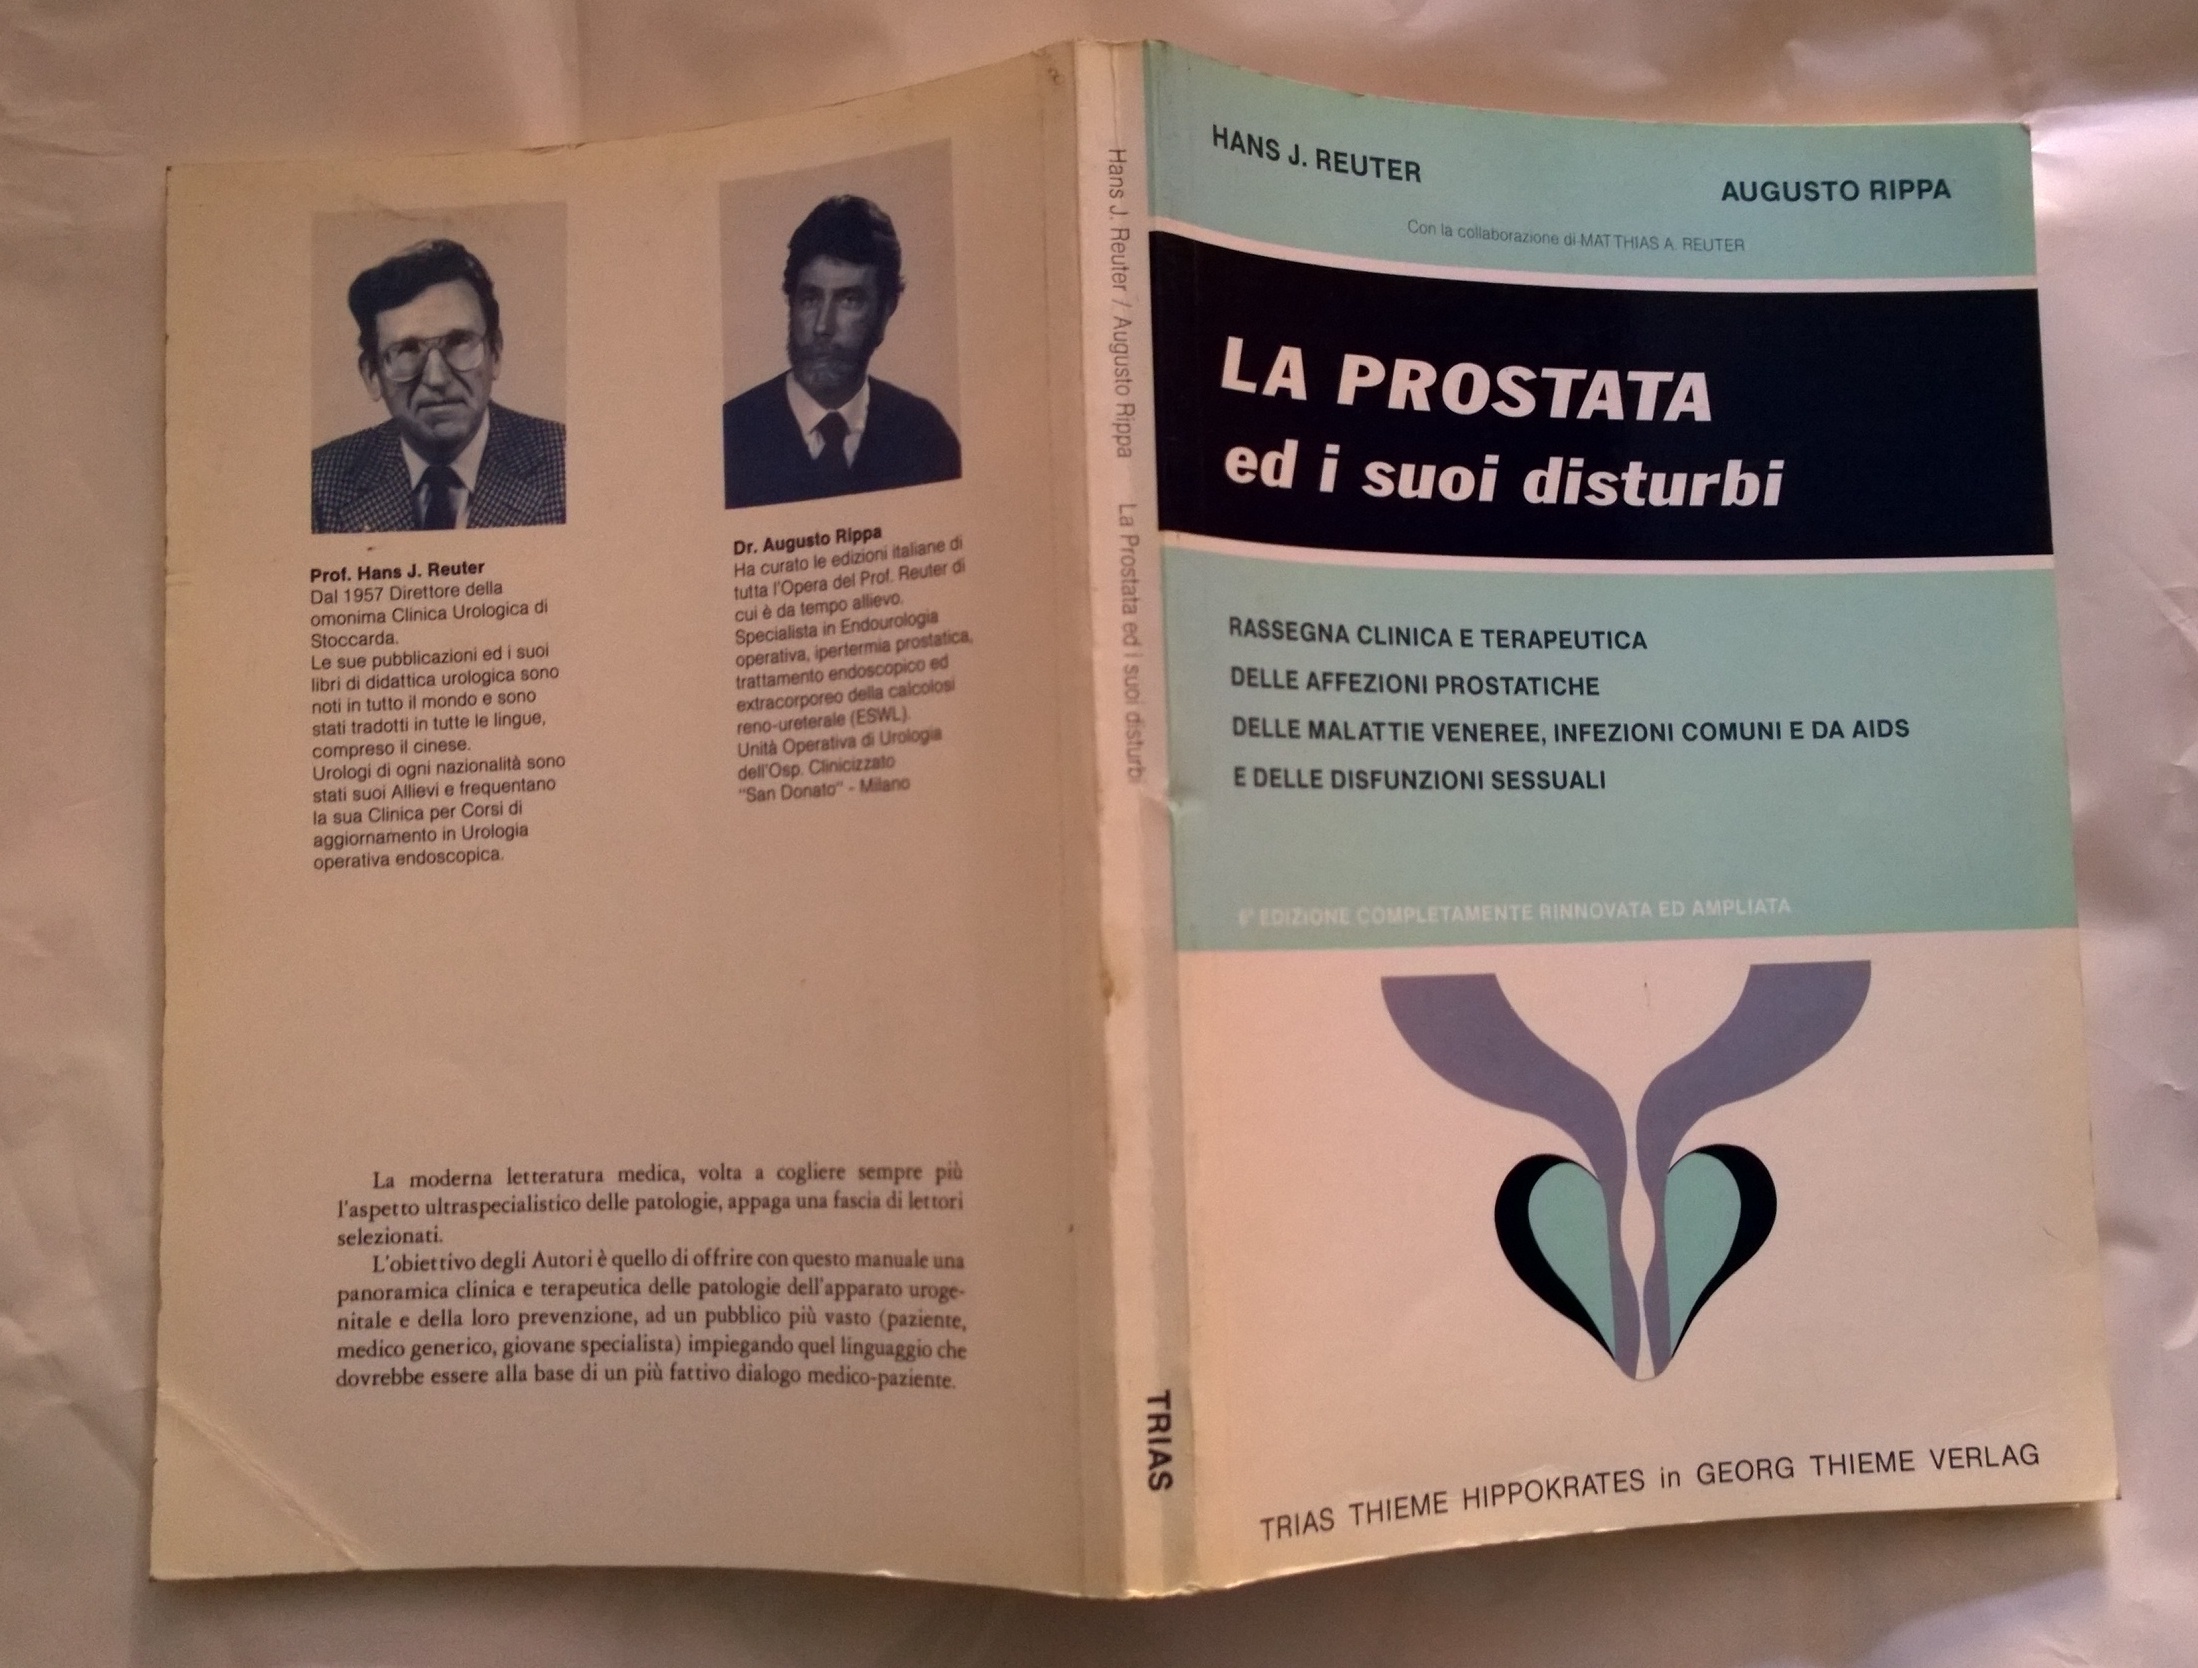 Prof. Hans J. Reuter
Dal 1957 Direttore della
omonima Clinica Urologica di
Stoccarda.
Le sue pubblicazioni ed i suoi
libri di didattica urologica sono
noti in tutto il mondo e sono
stati tradotti in tutte le lingue,
compreso il cinese.
Urologi di ogni nazionalità sono
stati suoi Allievi e frequentano
la sua Clinica per Corsi di
aggiornamento in Urologia
operativa endoscopica.
Dr. Augusto Rippa
Ha curato le edizioni italiane di
tutta l'Opera del Prof. Reuter di
cui è da tempo allievo.
Specialista in Endourologia
operativa, ipertermia prostatica,
trattamento endoscopico ed
extracorporeo della calcolosi
reno-ureterale (ESWL).
Unità Operativa di Urologia
dell'Osp. Clinicizzato
"San Donato" - Milano
La moderna letteratura medica, volta a cogliere sempre più
l'aspetto ultraspecialistico delle patologie, appaga una fascia di lettori
selezionati.
L'obiettivo degli Autori è quello di offrire con questo manuale una
panoramica clinica e terapeutica delle patologie dell'apparato uroge-
nitale e della loro prevenzione, ad un pubblico più vasto (paziente,
medico generico, giovane specialista) impiegando quel linguaggio che
dovrebbe essere alla base di un più fattivo dialogo medico-paziente.
Hans J. Reuter / Augusto Rippa La Prostata ed i suoi disturbi
TRIAS
HANS J. REUTER
AUGUSTO RIPPA
Con la collaborazione di MATTHIAS A. REUTER
LA PROSTATA
ed i suoi disturbi
RASSEGNA CLINICA E TERAPEUTICA
DELLE AFFEZIONI PROSTATICHE
DELLE MALATTIE VENEREE, INFEZIONI COMUNI E DA AIDS
E DELLE DISFUNZIONI SESSUALI
6ª EDIZIONE COMPLETAMENTE RINNOVATA ED AMPLIATA
TRIAS THIEME HIPPOKRATES in GEORG THIEME VERLAG